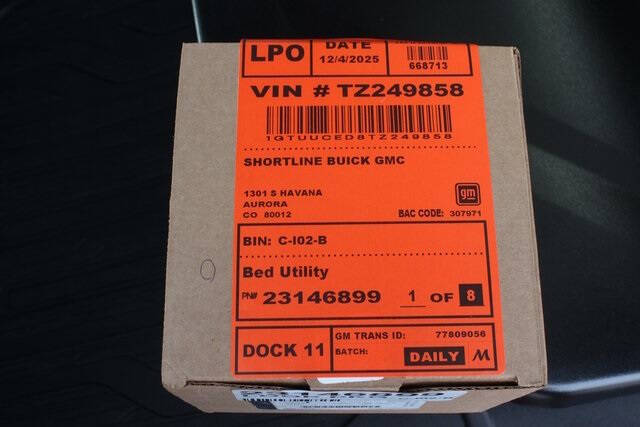 LPO
DATE
12/4/2025
668713
VIN # TZ249858
1GTUUCED8TZ249858
SHORTLINE BUICK GMC
1301 S HAVANA
AURORA
CO 80012
gm
BAC CODE: 307971
BIN: C-I02-B
Bed Utility
PN# 23146899 1 OF 8
DOCK 11
GM TRANS ID: 77809056
BATCH: DAILY M
23146899